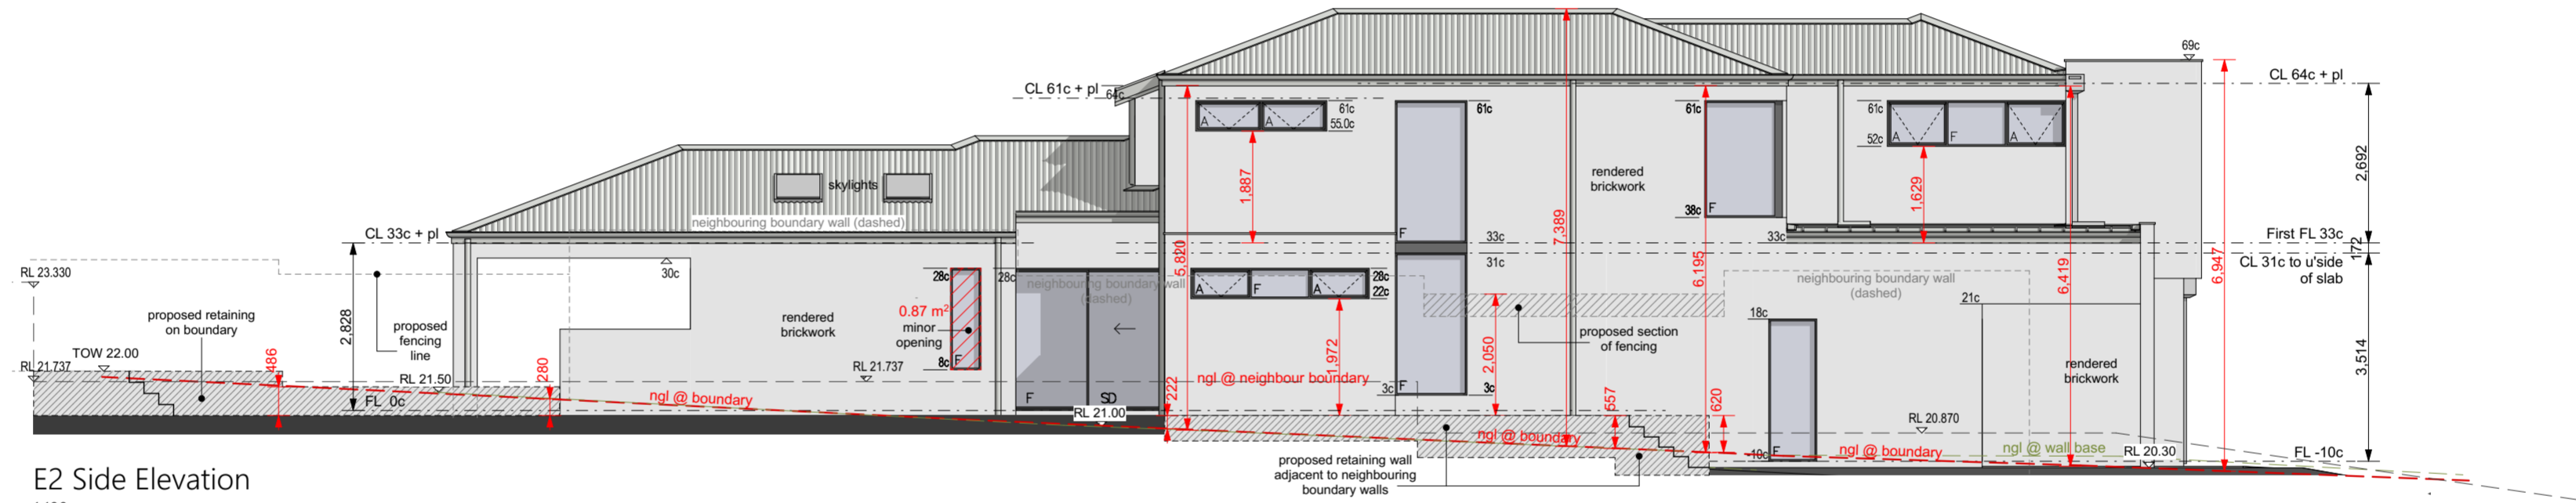 69c
CL 64c + pl
CL 61c + pl
64c
61c
55.0c
A
A
61c
61c
61c
52c
A
F
A
2,692
rendered
brickwork
1,887
1,629
skylights
neighbouring boundary wall (dashed)
38c
F
7,389
CL 33c + pl
F
33c
33c
First FL 33c
172
5,820
6,195
6,419
6,947
RL 23.330
30c
28c
28c
neighbouring boundary wall
(dashed)
A
F
A
28c
22c
31c
CL 31c to u'side
of slab
neighbouring boundary wall
(dashed)
21c
0.87 m²
minor
opening
8c
F
rendered
brickwork
2,828
proposed retaining
on boundary
proposed
fencing
line
proposed section
of fencing
18c
2,050
1,972
3,514
TOW 22.00
RL 21.737
486
280
RL 21.50
FL 0c
RL 21.737
ngl @ boundary
F
SD
RL 21.00
222
ngl @ neighbour boundary
3c
F
3c
557
620
rendered
brickwork
RL 20.870
ngl @ boundary
-10c
F
ngl @ boundary
ngl @ wall base
RL 20.30
FL -10c
proposed retaining wall
adjacent to neighbouring
boundary walls
E2 Side Elevation